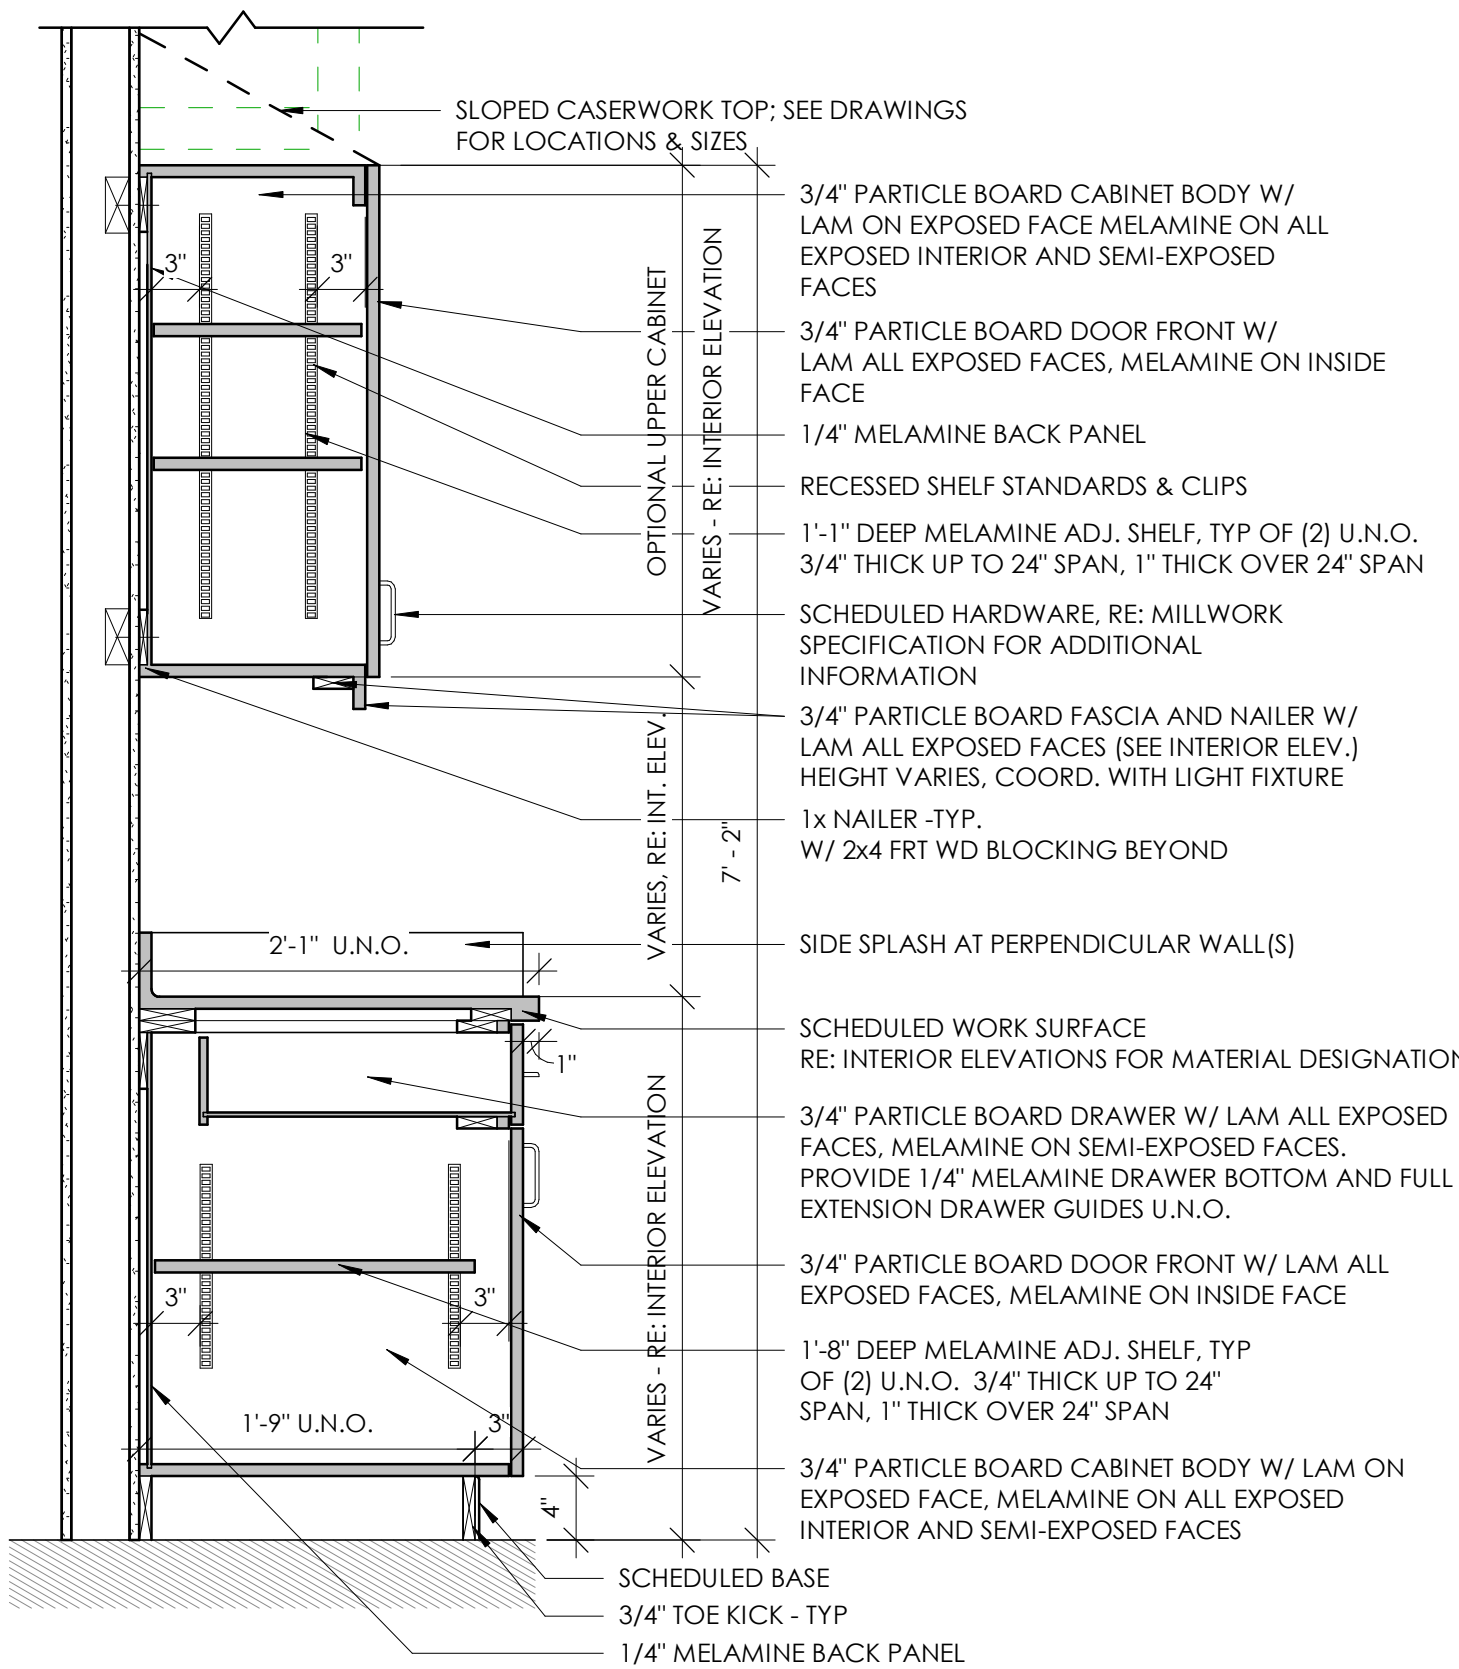 SLOPED CASERWORK TOP; SEE DRAWINGS
FOR LOCATIONS & SIZES
3/4" PARTICLE BOARD CABINET BODY W/
LAM ON EXPOSED FACE MELAMINE ON ALL
EXPOSED INTERIOR AND SEMI-EXPOSED
FACES
3"
3"
3/4" PARTICLE BOARD DOOR FRONT W/
LAM ALL EXPOSED FACES, MELAMINE ON INSIDE
FACE
OPTIONAL UPPER CABINET
VARIES - RE: INTERIOR ELEVATION
1/4" MELAMINE BACK PANEL
RECESSED SHELF STANDARDS & CLIPS
1'-1" DEEP MELAMINE ADJ. SHELF, TYP OF (2) U.N.O.
3/4" THICK UP TO 24" SPAN, 1" THICK OVER 24" SPAN
SCHEDULED HARDWARE, RE: MILLWORK
SPECIFICATION FOR ADDITIONAL
INFORMATION
3/4" PARTICLE BOARD FASCIA AND NAILER W/
LAM ALL EXPOSED FACES (SEE INTERIOR ELEV.)
HEIGHT VARIES, COORD. WITH LIGHT FIXTURE
VARIES, RE: INT. ELEV.
7' - 2"
1x NAILER -TYP.
W/ 2x4 FRT WD BLOCKING BEYOND
2'-1" U.N.O.
SIDE SPLASH AT PERPENDICULAR WALL(S)
SCHEDULED WORK SURFACE
RE: INTERIOR ELEVATIONS FOR MATERIAL DESIGNATION
1"
3/4" PARTICLE BOARD DRAWER W/ LAM ALL EXPOSED
FACES, MELAMINE ON SEMI-EXPOSED FACES.
PROVIDE 1/4" MELAMINE DRAWER BOTTOM AND FULL
EXTENSION DRAWER GUIDES U.N.O.
VARIES - RE: INTERIOR ELEVATION
3/4" PARTICLE BOARD DOOR FRONT W/ LAM ALL
EXPOSED FACES, MELAMINE ON INSIDE FACE
3"
3"
1'-8" DEEP MELAMINE ADJ. SHELF, TYP
OF (2) U.N.O. 3/4" THICK UP TO 24"
SPAN, 1" THICK OVER 24" SPAN
1'-9" U.N.O.
3"
3/4" PARTICLE BOARD CABINET BODY W/ LAM ON
EXPOSED FACE, MELAMINE ON ALL EXPOSED
INTERIOR AND SEMI-EXPOSED FACES
4"
SCHEDULED BASE
3/4" TOE KICK - TYP
1/4" MELAMINE BACK PANEL